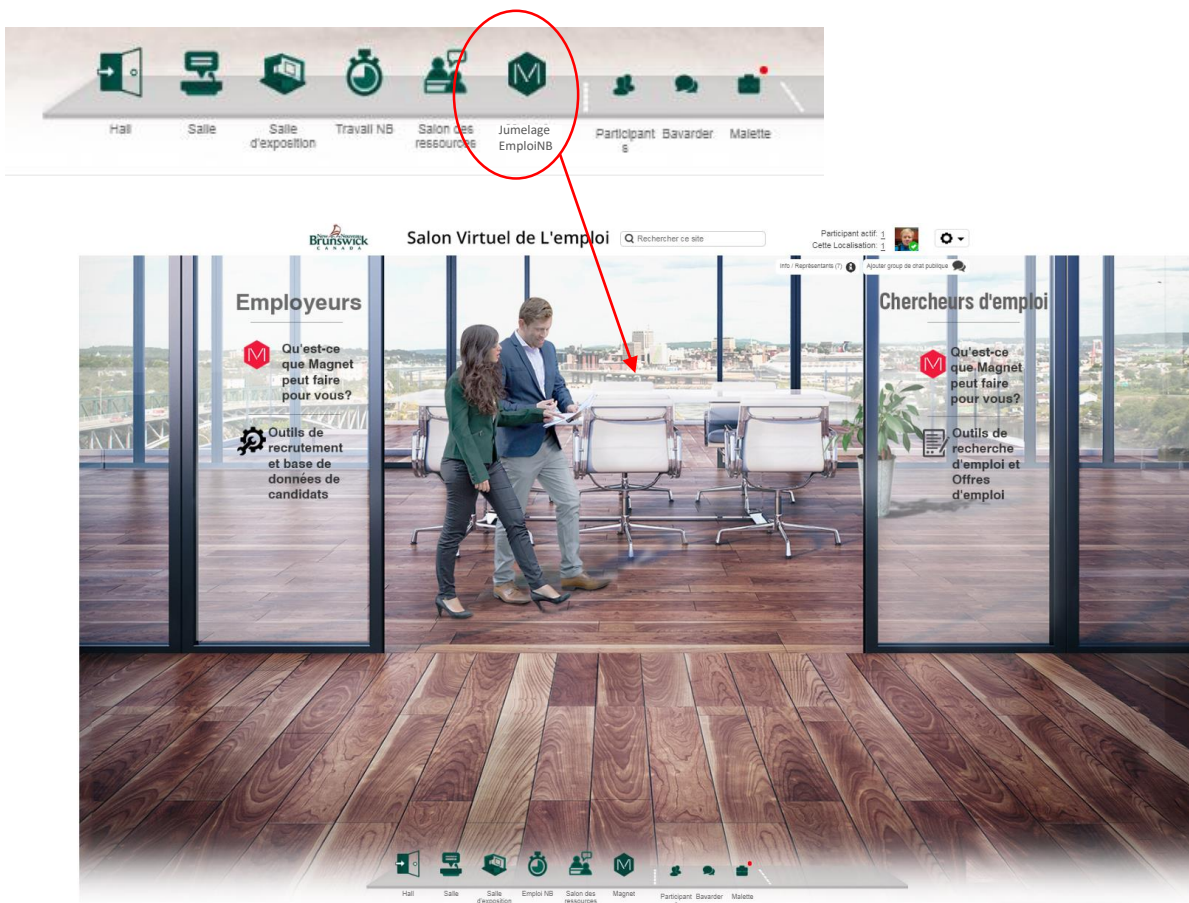 Hall
Salle
Salle
d'exposition
Travail NB
Salon des
ressources
Jumelage
EmploiNB
Participant
s
Bavarder
Malette
Brunswick
CANADA
Salon Virtuel de L'emploi
Rechercher ce site
Participant actif: 1
Cette Localisation: 1
Info / Représentants (7)
Ajouter group de chat publique
Employeurs
Qu'est-ce
que Magnet
peut faire
pour vous?
Outils de
recrutement
et base de
données de
candidats
Chercheurs d'emploi
Qu'est-ce
que Magnet
peut faire
pour vous?
Outils de
recherche
d'emploi et
Offres
d'emploi
Hall
Salle
Salle
d'exposition
Emploi NB
Salon des
ressources
Magnet
Participant
Bavarder
Malette